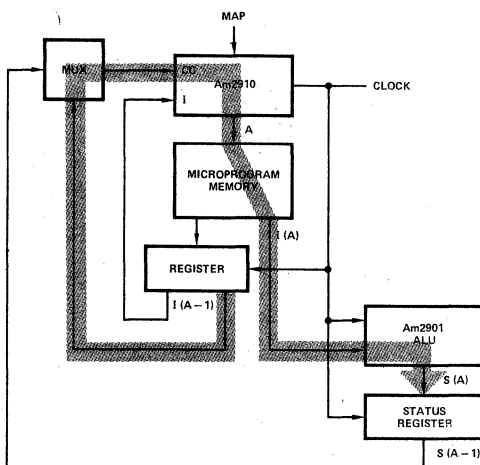 MAP
MUX
CC
Am2910
I
CLOCK
A
MICROPROGRAM
MEMORY
I (A)
REGISTER
I (A – 1)
Am2901
ALU
S (A)
STATUS
REGISTER
S (A – 1)